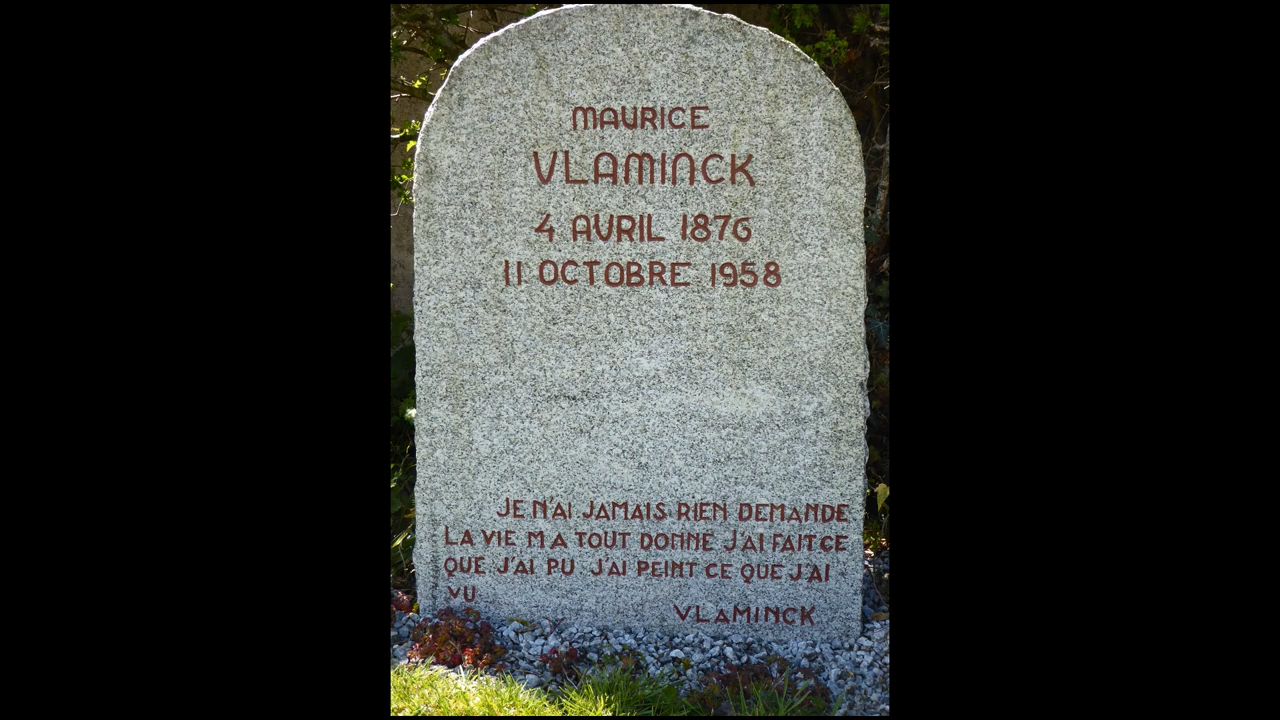 MAURICE
VLAMINCK
4 AVRIL 1876
11 OCTOBRE 1958
JE N'AI JAMAIS RIEN DEMANDE
LA VIE M A TOUT DONNE J'AI FAIT CE
QUE J'AI PU J'AI PEINT CE QUE J'AI
VU
VLAMINCK